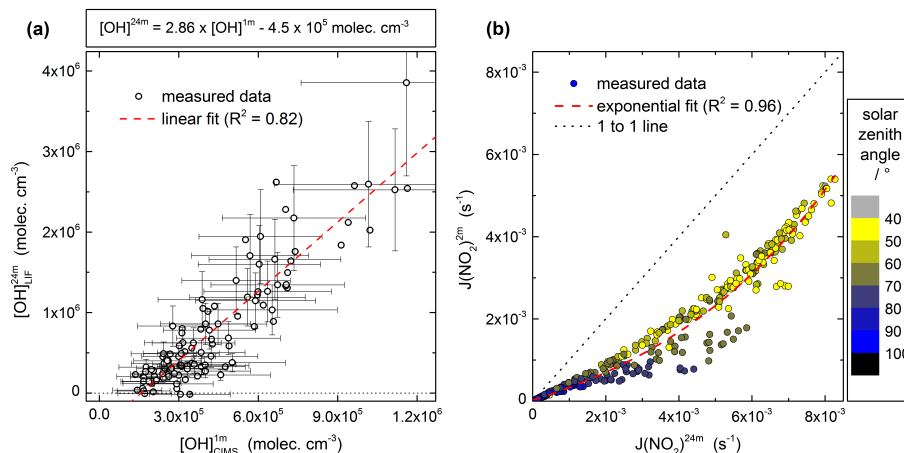 (a)
[OH]²⁴ᵐ = 2.86 x [OH]¹ᵐ - 4.5 x 10⁵ molec. cm⁻³
measured data
linear fit (R² = 0.82)
4x10⁶
3x10⁶
2x10⁶
1x10⁶
0
[OH]²⁴ᵐ_LIF (molec. cm⁻³)
0.0
3.0x10⁵
6.0x10⁵
9.0x10⁵
1.2x10⁶
[OH]¹ᵐ_CIMS (molec. cm⁻³)
(b)
measured data
exponential fit (R² = 0.96)
1 to 1 line
8x10⁻³
6x10⁻³
4x10⁻³
2x10⁻³
0
J(NO₂)²ᵐ (s⁻¹)
0
2x10⁻³
4x10⁻³
6x10⁻³
8x10⁻³
J(NO₂)²⁴ᵐ (s⁻¹)
solar
zenith
angle
/ °
40
50
60
70
80
90
100